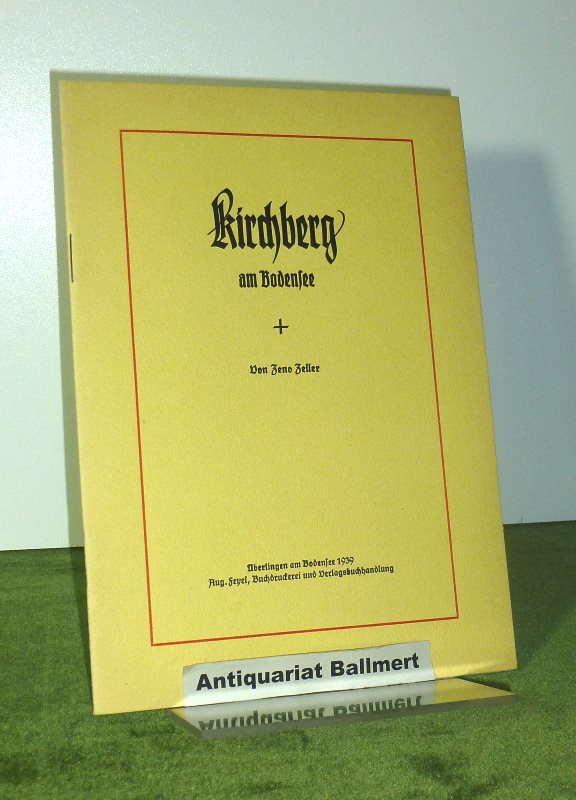 Kirchberg
am Bodensee
Von Zeno Zeller
Überlingen am Bodensee 1939
Aug. Feyel, Buchdruckerei und Verlagsbuchhandlung
Antiquariat Ballmert